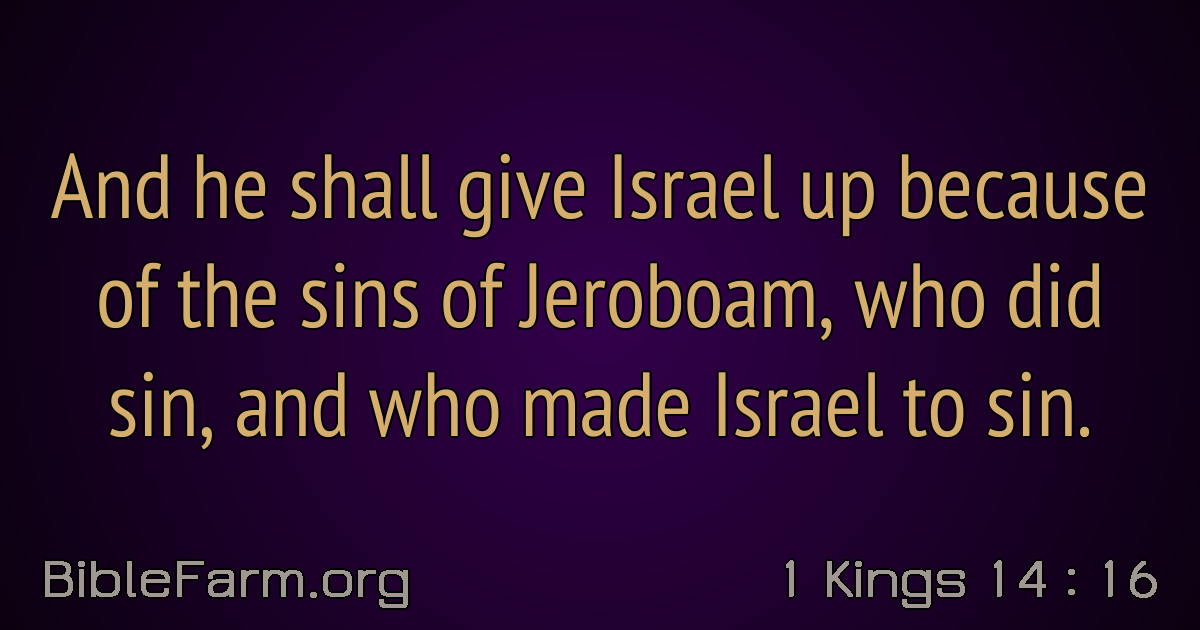 And he shall give Israel up because
of the sins of Jeroboam, who did
sin, and who made Israel to sin.
BibleFarm.org
1 Kings 14 : 16